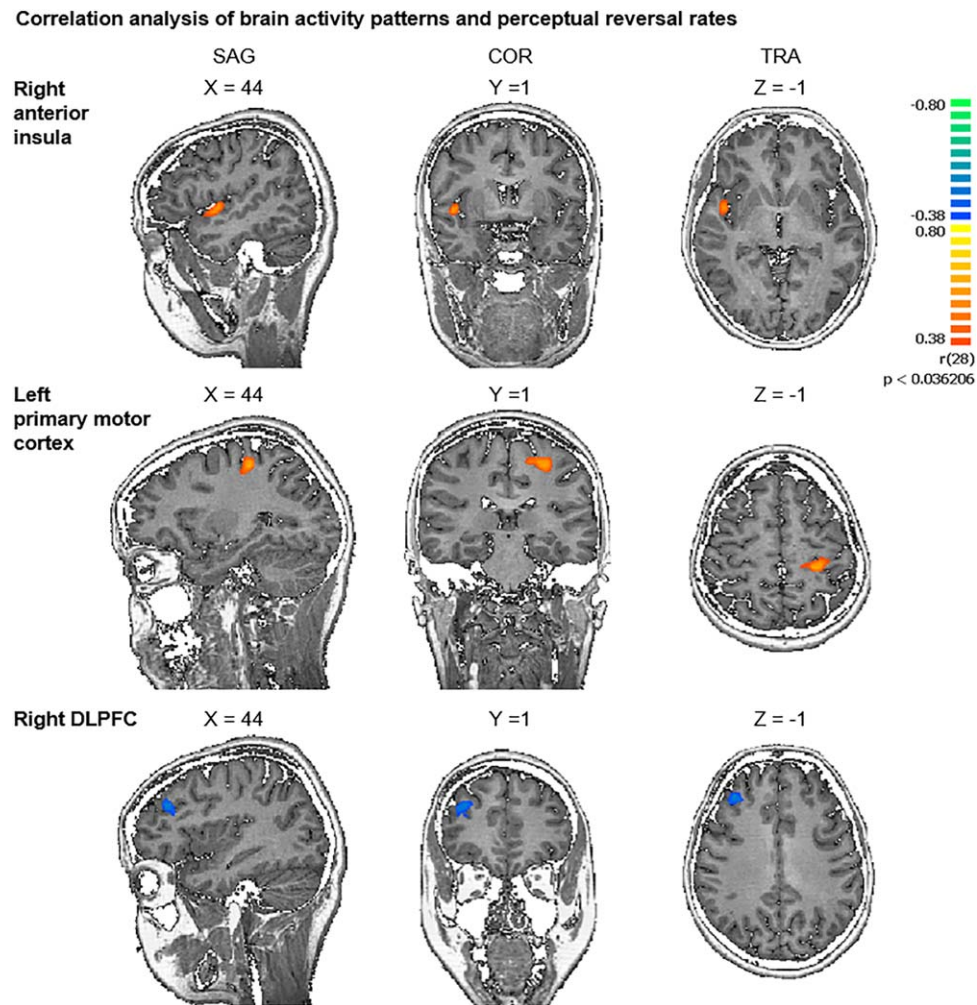 Correlation analysis of brain activity patterns and perceptual reversal rates
SAG COR TRA
Right
anterior
insula
X = 44 Y =1 Z = -1
-0.80
-0.38
0.80
0.38
r(28)
p < 0.036206
Left
primary motor
cortex
X = 44 Y =1 Z = -1
Right DLPFC X = 44 Y =1 Z = -1